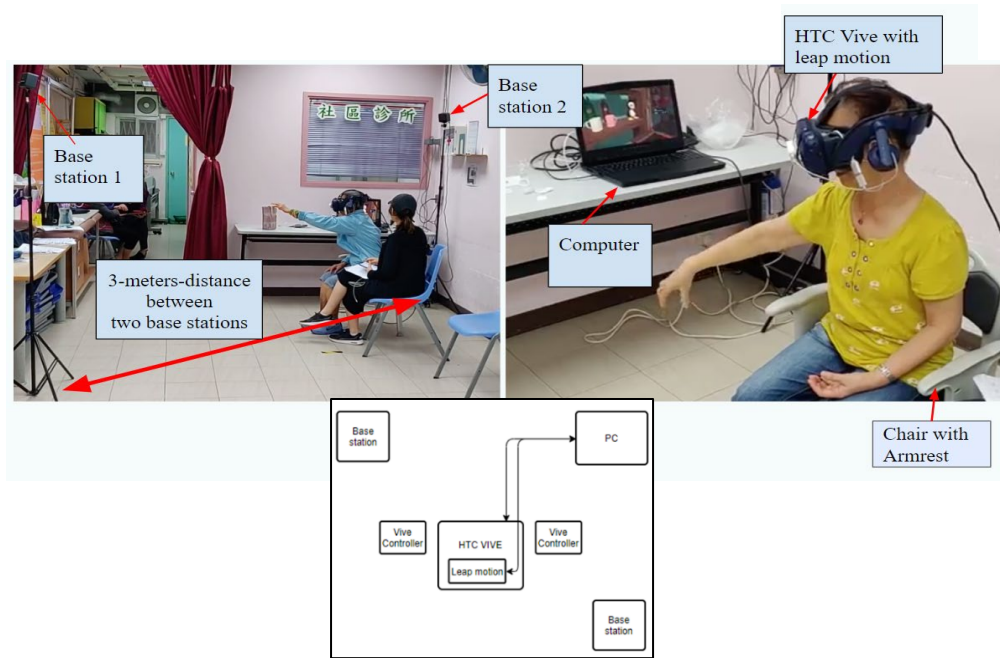 HTC Vive with
leap motion
社區診所
Base
station 2
Base
station 1
Computer
3-meters-distance
between
two base stations
Chair with
Armrest
Base
station
PC
Vive
Controller
HTC VIVE
Vive
Controller
Leap motion
Base
station